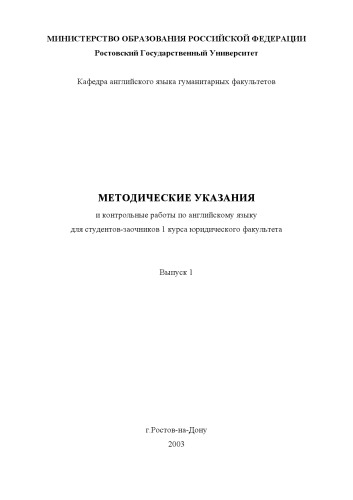 МИНИСТЕРСТВО ОБРАЗОВАНИЯ РОССИЙСКОЙ ФЕДЕРАЦИИ
Ростовский Государственный Университет
Кафедра английского языка гуманитарных факультетов
МЕТОДИЧЕСКИЕ УКАЗАНИЯ
и контрольные работы по английскому языку
для студентов-заочников 1 курса юридического факультета
Выпуск 1
г.Ростов-на-Дону
2003